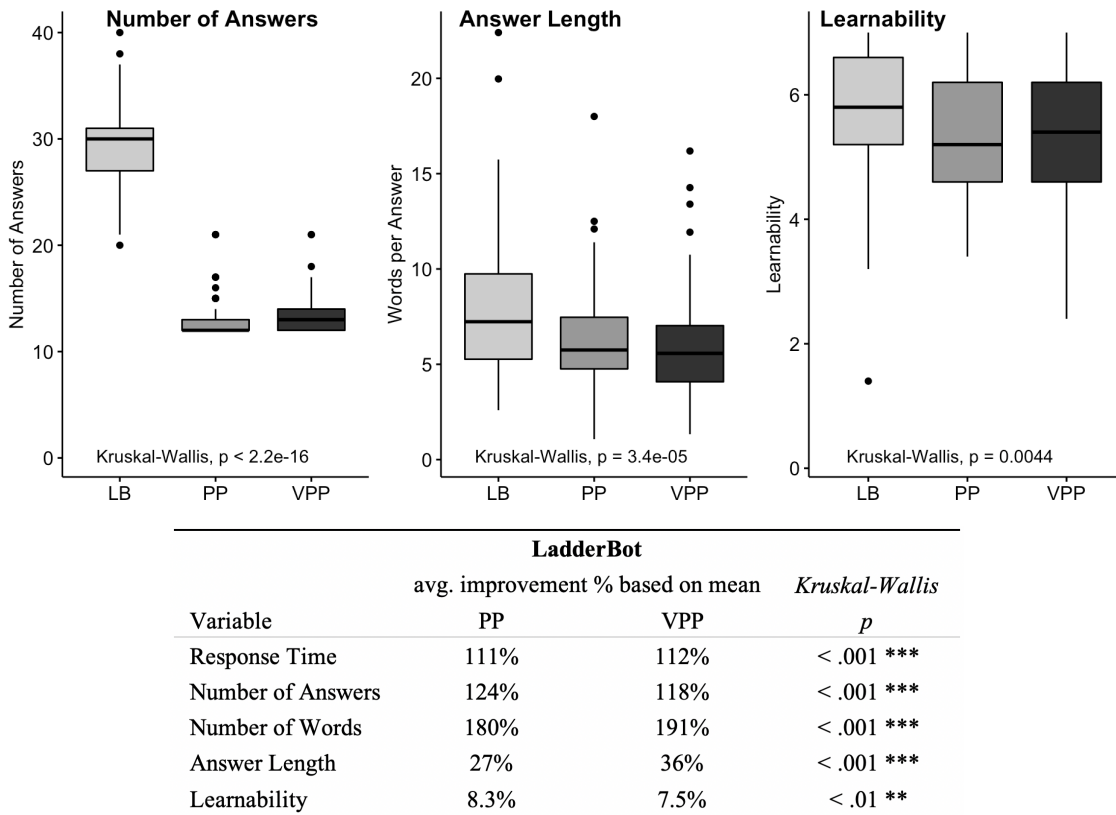 Number of Answers
Number of Answers
40
30
20
10
0
Kruskal-Wallis, p < 2.2e-16
LB PP VPP
Answer Length
Words per Answer
20
15
10
5
0
Kruskal-Wallis, p = 3.4e-05
LB PP VPP
Learnability
Learnability
6
4
2
0
Kruskal-Wallis, p = 0.0044
LB PP VPP
LadderBot
avg. improvement % based on mean Kruskal-Wallis
Variable PP VPP p
Response Time 111% 112% < .001 ***
Number of Answers 124% 118% < .001 ***
Number of Words 180% 191% < .001 ***
Answer Length 27% 36% < .001 ***
Learnability 8.3% 7.5% < .01 **